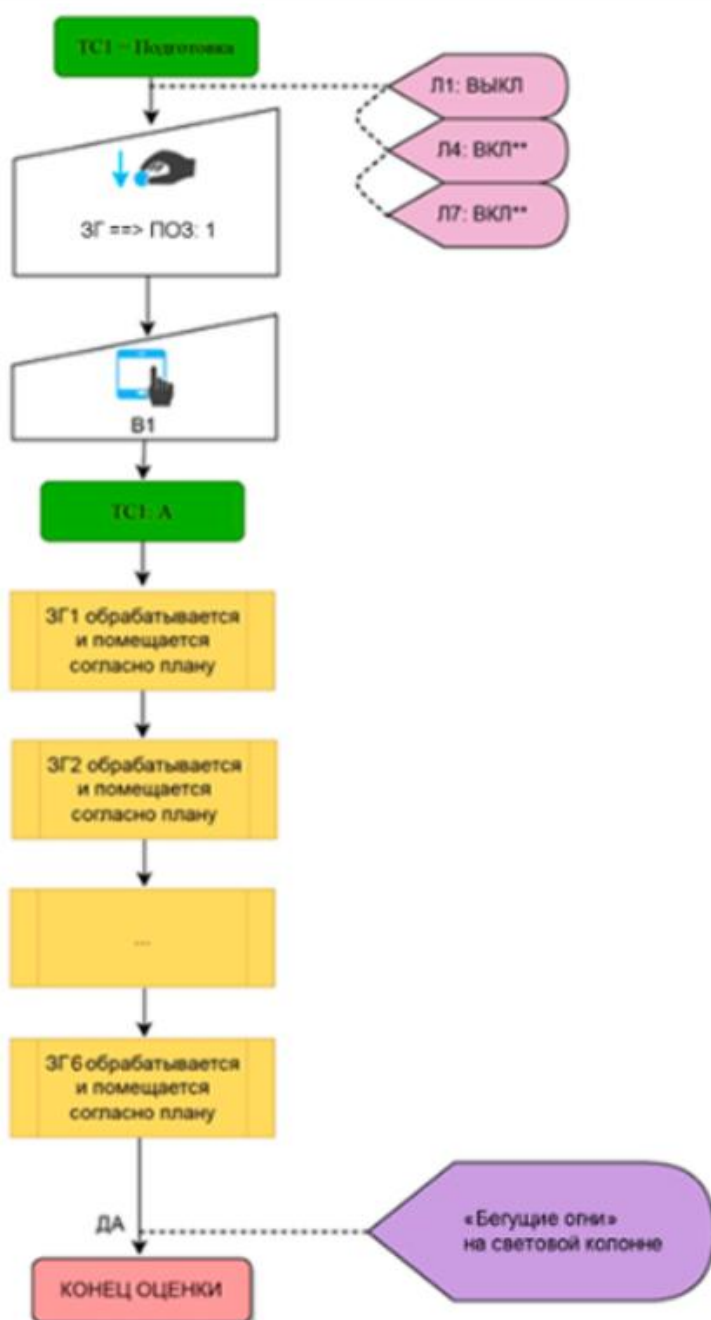 ТС1 – Подготовка
Л1: ВЫКЛ
Л4: ВКЛ**
Л7: ВКЛ**
ЗГ ==> ПОЗ: 1
В1
ТС1: А
ЗГ1 обрабатывается
и помещается
согласно плану
ЗГ2 обрабатывается
и помещается
согласно плану
...
ЗГ6 обрабатывается
и помещается
согласно плану
ДА
«Бегущие огни»
на световой колонне
КОНЕЦ ОЦЕНКИ